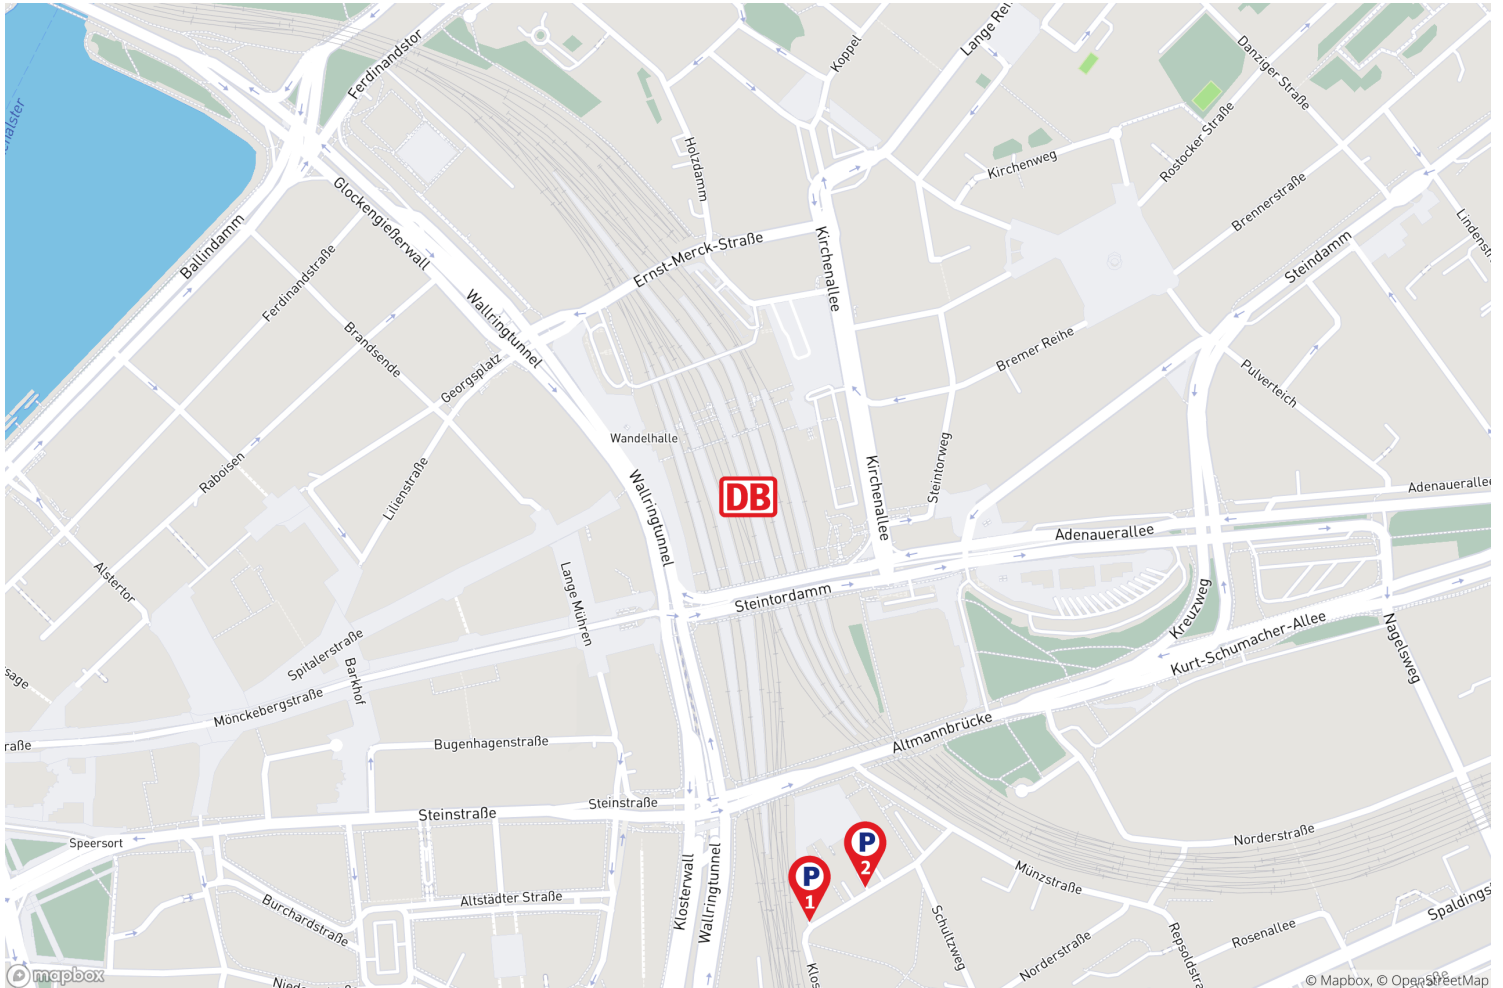 Ferdinandstor
Koppel
Lange Rei
Danziger Straße
Rostocker Straße
Kirchenweg
Holzdamm
Brennerstraße
Lindenstr
Steindamm
Glockengießerwall
Ballindamm
Ferdinandstraße
Ernst-Merck-Straße
Kirchenallee
Wallringtunnel
Brandsende
Georgsplatz
Bremer Reihe
Pulverteich
Wandelhalle
Raboisen
Lilienstraße
Wallringtunnel
DB
Kirchenallee
Steintorweg
Adenauerallee
Adenauerallee
Alstertor
Lange Mühren
Steintordamm
Kreuzweg
Kurt-Schumacher-Allee
Nagelsweg
Spitalerstraße
Barkhof
Mönckebergstraße
Altmannbrücke
Bugenhagenstraße
Steinstraße
Steinstraße
Speersort
Norderstraße
Klosterwall
Wallringtunnel
P
2
P
1
Münzstraße
Altstädter Straße
Burchardstraße
Schultzweg
Norderstraße
Repsoldstr
Rosenallee
Spaldings
Klos
Niede
mapbox
© Mapbox, © OpenStreetMap